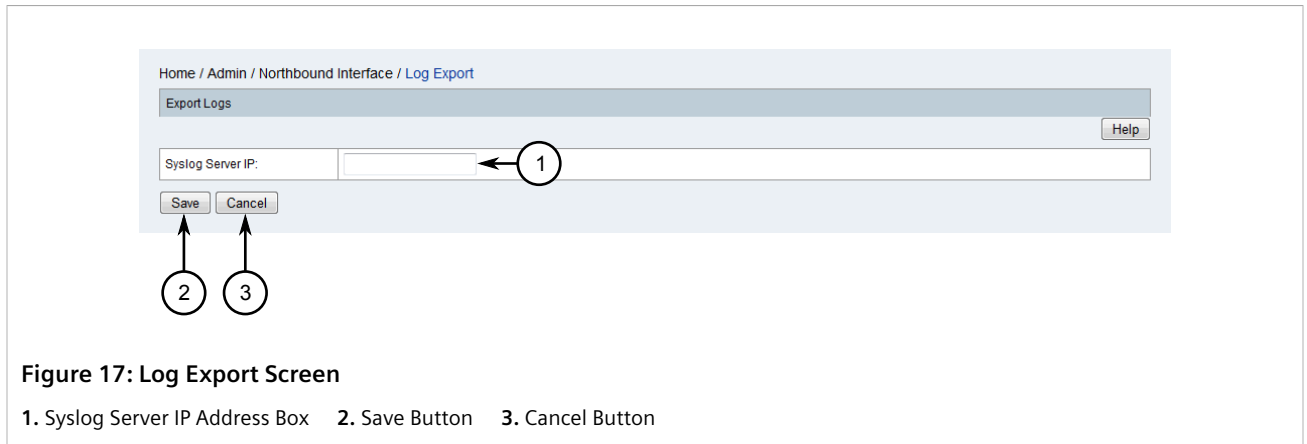 Home / Admin / Northbound Interface / Log Export
Export Logs
Help
Syslog Server IP:
1
Save Cancel
2 3
Figure 17: Log Export Screen
1. Syslog Server IP Address Box 2. Save Button 3. Cancel Button